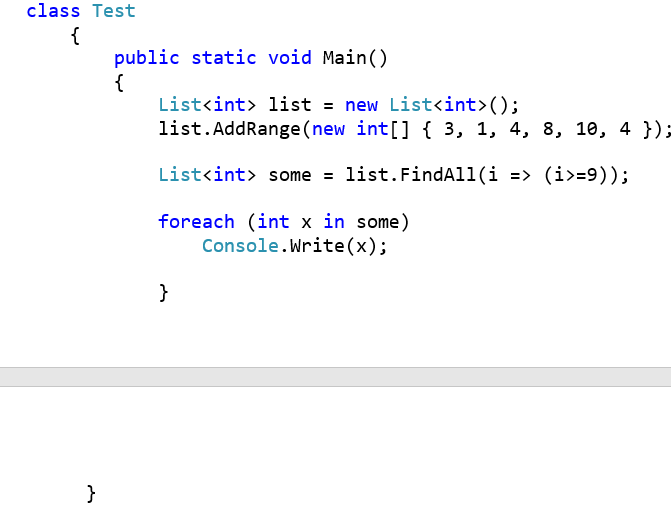 class Test
{
public static void Main()
{
List<int> list = new List<int>();
list.AddRange(new int[] { 3, 1, 4, 8, 10, 4 });
List<int> some = list.FindAll(i => (i>=9));
foreach (int x in some)
Console.Write(x);
}
}